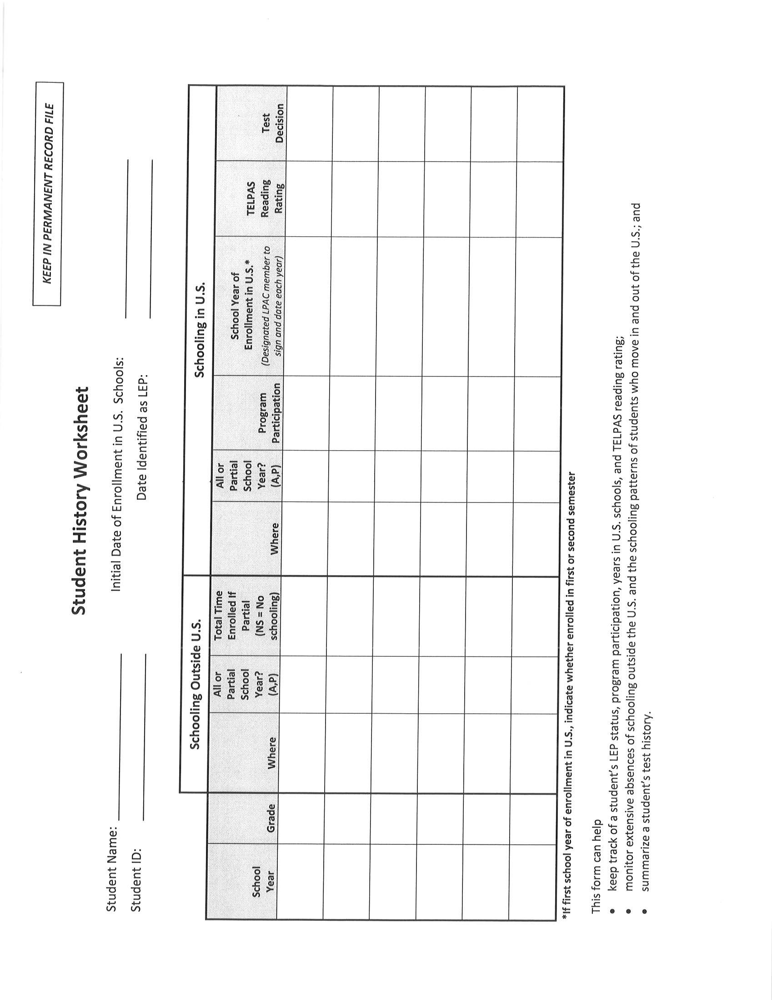 KEEP IN PERMANENT RECORD FILE
Student History Worksheet
Student Name: Initial Date of Enrollment in U.S. Schools:
Student ID: Date Identified as LEP:
Schooling Outside U.S. Schooling in U.S.
School
Year
Grade
Where
All or
Partial
School
Year?
(A,P)
Total Time
Enrolled If
Partial
(NS = No
schooling)
Where
All or
Partial
School
Year?
(A,P)
Program
Participation
School Year of
Enrollment in U.S.*
(Designated LPAC member to
sign and date each year)
TELPAS
Reading
Rating
Test
Decision
*If first school year of enrollment in U.S., indicate whether enrolled in first or second semester
This form can help
• keep track of a student's LEP status, program participation, years in U.S. schools, and TELPAS reading rating;
• monitor extensive absences of schooling outside the U.S. and the schooling patterns of students who move in and out of the U.S.; and
• summarize a student's test history.